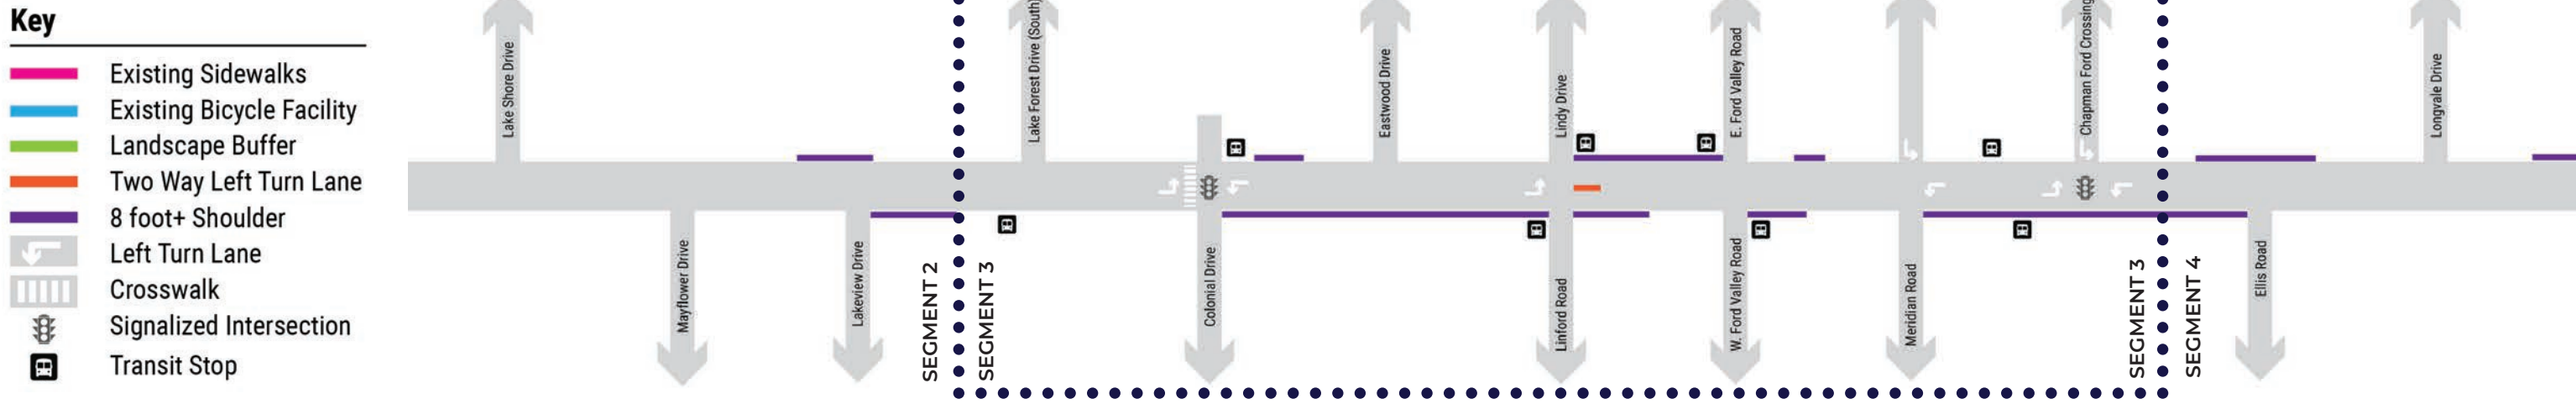 Key
Existing Sidewalks
Existing Bicycle Facility
Landscape Buffer
Two Way Left Turn Lane
8 foot+ Shoulder
Left Turn Lane
Crosswalk
Signalized Intersection
Transit Stop
Lake Shore Drive
Mayflower Drive
Lakeview Drive
SEGMENT 2
SEGMENT 3
Lake Forest Drive (South)
Colonial Drive
Eastwood Drive
Lindy Drive
Linford Road
E. Ford Valley Road
W. Ford Valley Road
Meridian Road
Chapman Ford Crossing
SEGMENT 3
SEGMENT 4
Ellis Road
Longvale Drive